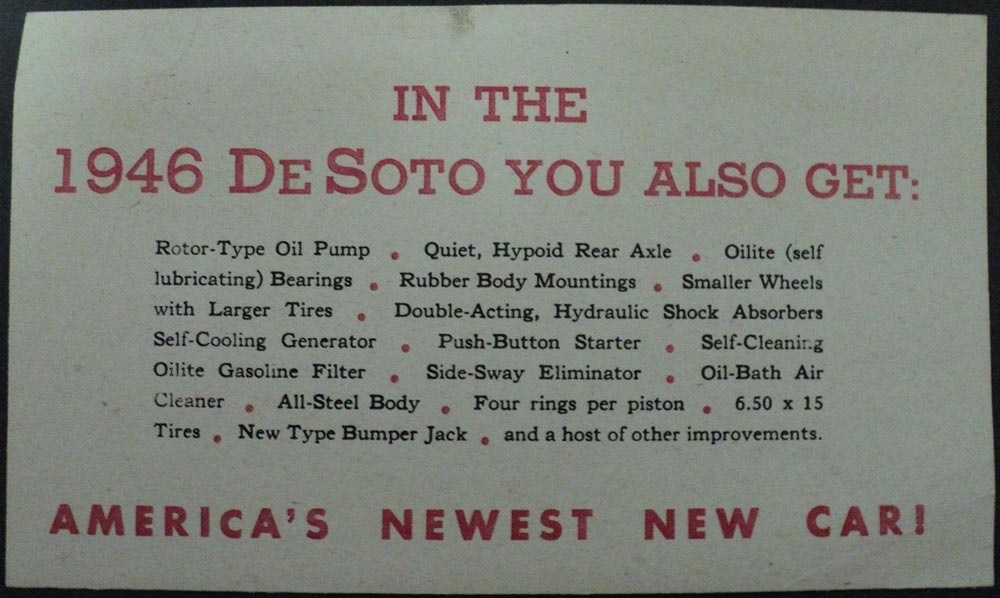 IN THE
1946 DE SOTO YOU ALSO GET:
Rotor-Type Oil Pump • Quiet, Hypoid Rear Axle • Oilite (self
lubricating) Bearings • Rubber Body Mountings • Smaller Wheels
with Larger Tires • Double-Acting, Hydraulic Shock Absorbers
Self-Cooling Generator • Push-Button Starter • Self-Cleaning
Oilite Gasoline Filter • Side-Sway Eliminator • Oil-Bath Air
Cleaner • All-Steel Body • Four rings per piston • 6.50 x 15
Tires • New Type Bumper Jack • and a host of other improvements.
AMERICA'S NEWEST NEW CAR!